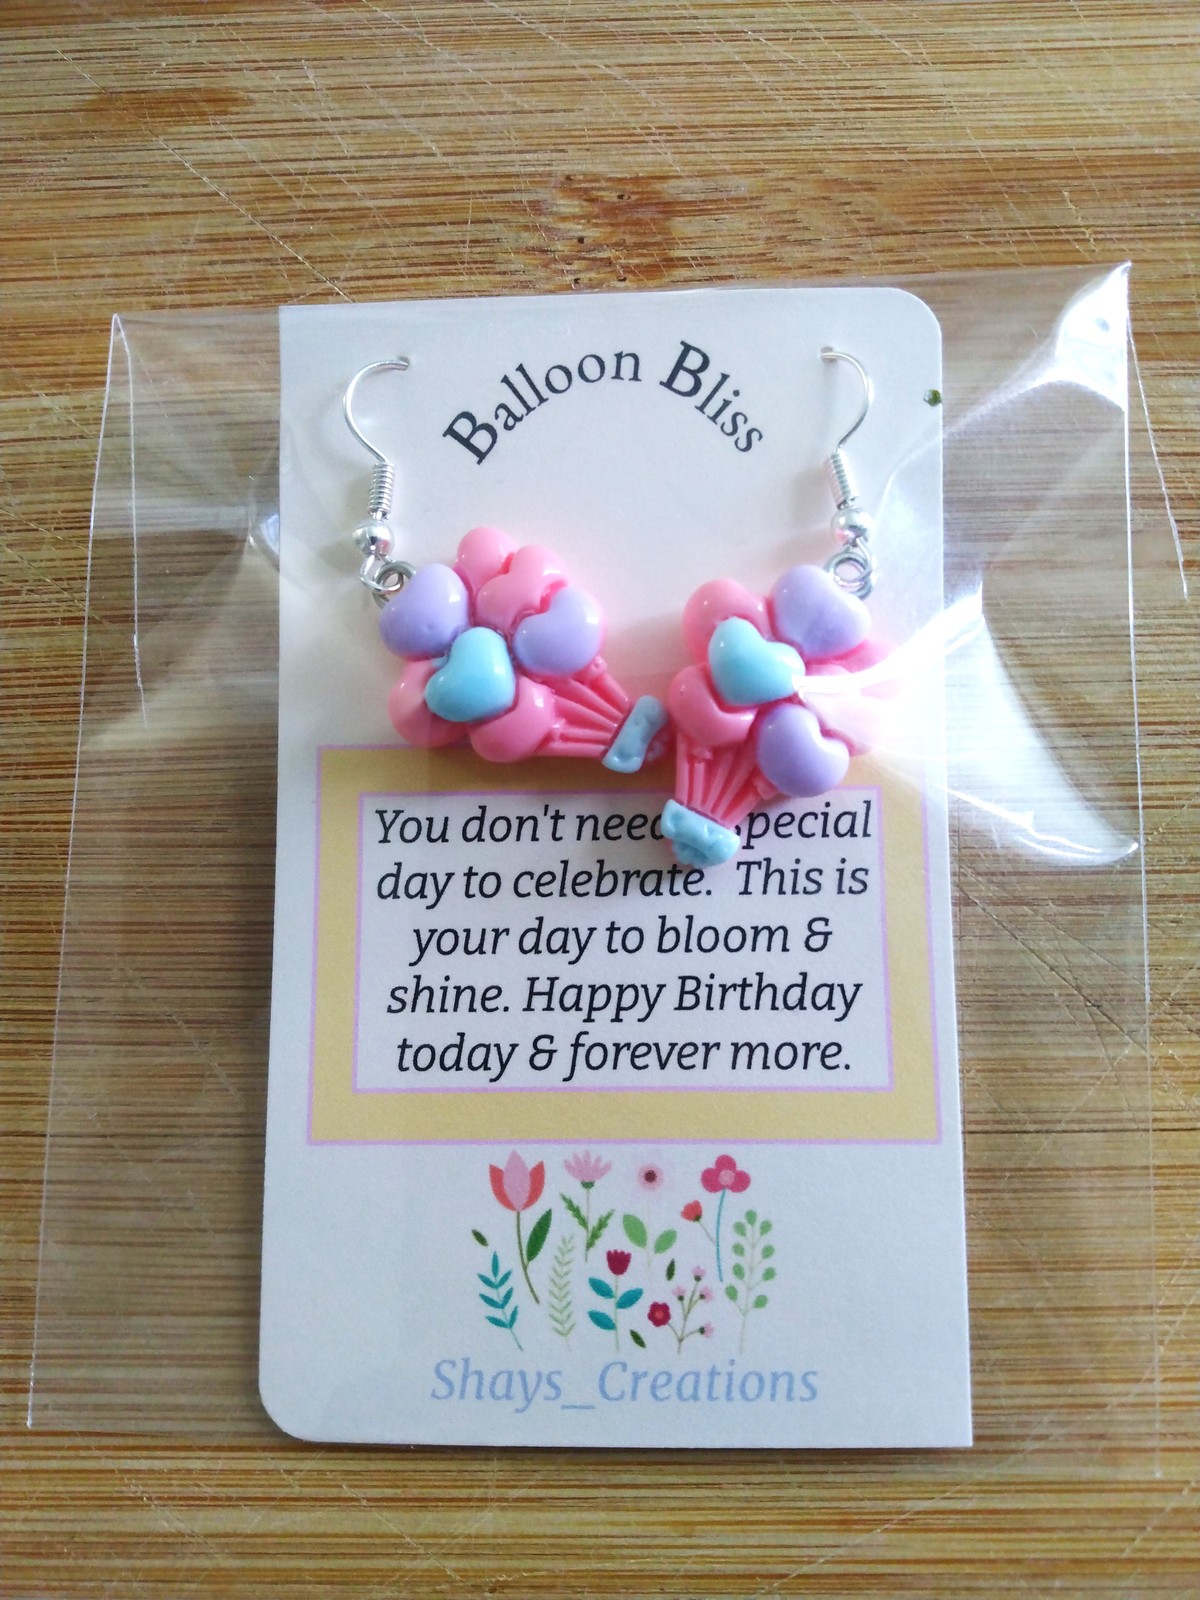 Balloon Bliss
You don't need special
day to celebrate. This is
your day to bloom &
shine. Happy Birthday
today & forever more.
Shays_Creations